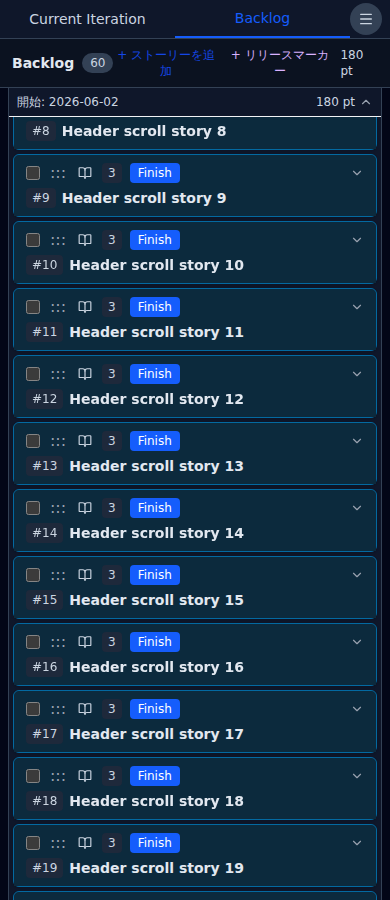 Current Iteration
Backlog
Backlog 60
+ ストーリーを追
加
+ リリースマーカ
ー
180
pt
開始: 2026-06-02
180 pt
#8 Header scroll story 8
3 Finish
#9 Header scroll story 9
3 Finish
#10 Header scroll story 10
3 Finish
#11 Header scroll story 11
3 Finish
#12 Header scroll story 12
3 Finish
#13 Header scroll story 13
3 Finish
#14 Header scroll story 14
3 Finish
#15 Header scroll story 15
3 Finish
#16 Header scroll story 16
3 Finish
#17 Header scroll story 17
3 Finish
#18 Header scroll story 18
3 Finish
#19 Header scroll story 19